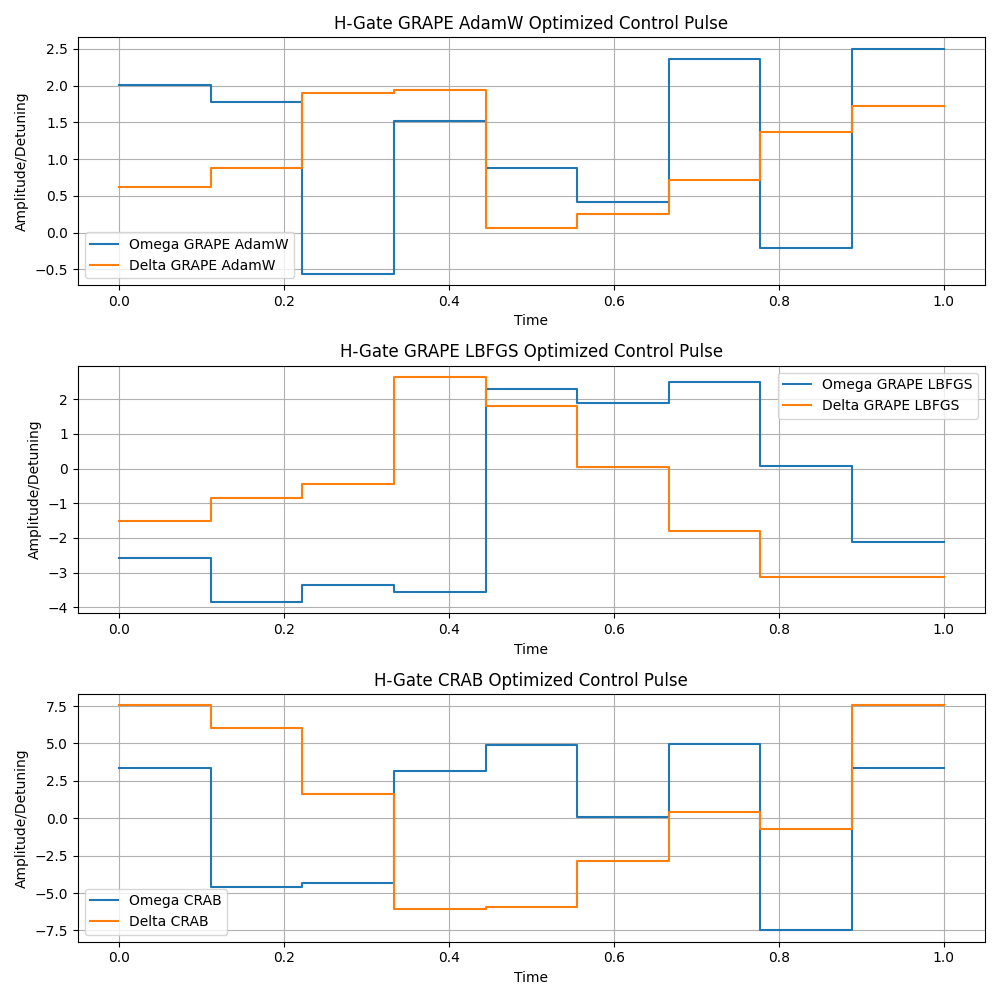 H-Gate GRAPE AdamW Optimized Control Pulse
2.5
2.0
1.5
1.0
0.5
0.0
−0.5
Amplitude/Detuning
Omega GRAPE AdamW
Delta GRAPE AdamW
0.0 0.2 0.4 0.6 0.8 1.0
Time
H-Gate GRAPE LBFGS Optimized Control Pulse
2
1
0
−1
−2
−3
−4
Amplitude/Detuning
Omega GRAPE LBFGS
Delta GRAPE LBFGS
0.0 0.2 0.4 0.6 0.8 1.0
Time
H-Gate CRAB Optimized Control Pulse
7.5
5.0
2.5
0.0
−2.5
−5.0
−7.5
Amplitude/Detuning
Omega CRAB
Delta CRAB
0.0 0.2 0.4 0.6 0.8 1.0
Time